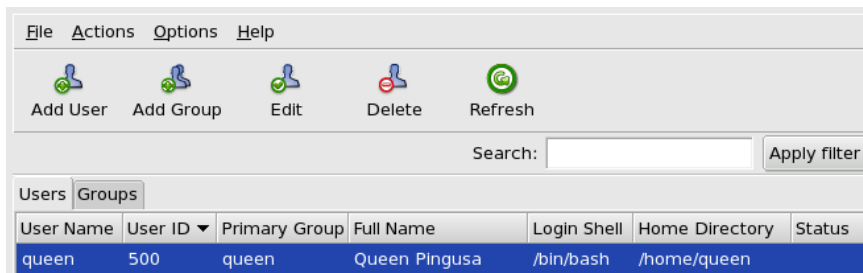 File Actions Options Help
Add User Add Group Edit Delete Refresh
Search: Apply filter
Users Groups
User Name User ID Primary Group Full Name Login Shell Home Directory Status
queen 500 queen Queen Pingusa /bin/bash /home/queen